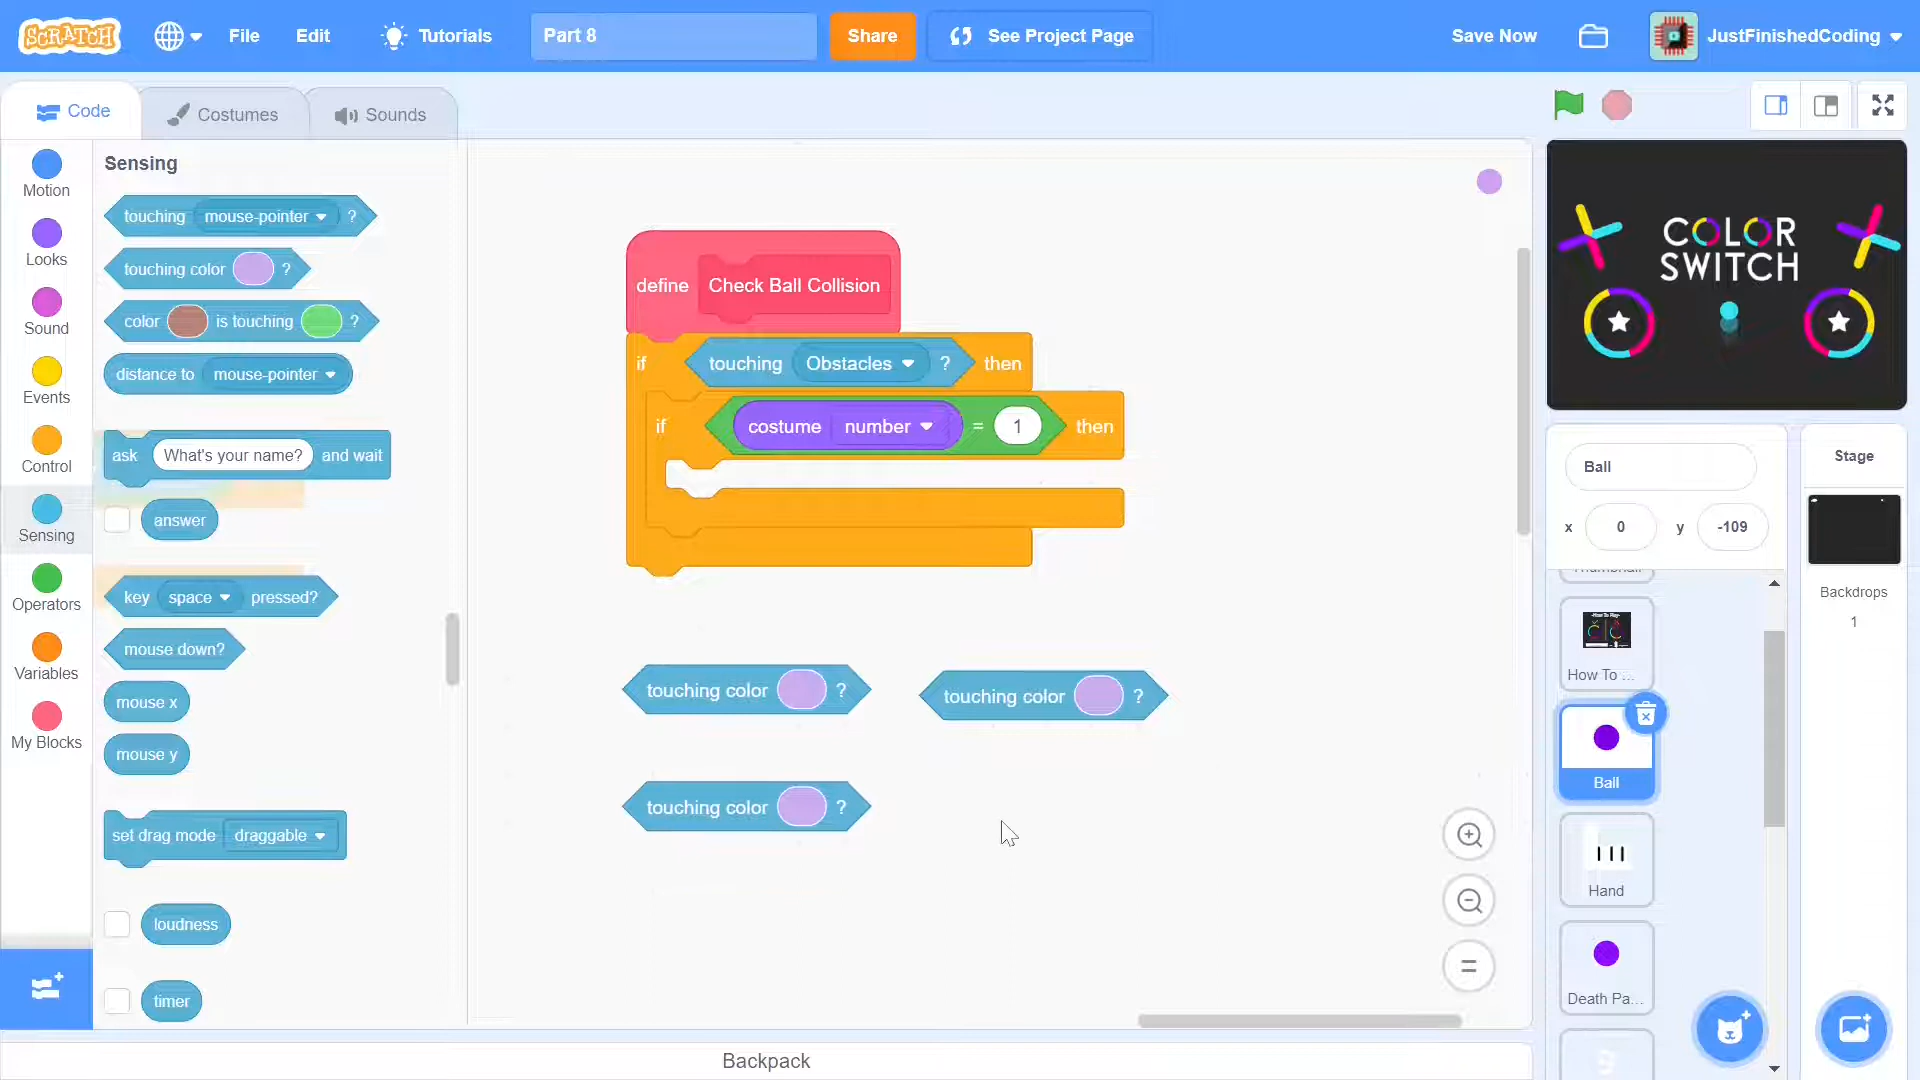 SCRATCH
File
Edit
Tutorials
Part 8
Share
See Project Page
Save Now
JustFinishedCoding
Code
Costumes
Sounds
Motion
Looks
Sound
Events
Control
Sensing
Operators
Variables
My Blocks
Sensing
touching mouse-pointer ?
touching color ?
color is touching ?
distance to mouse-pointer
ask What's your name? and wait
answer
key space pressed?
mouse down?
mouse x
mouse y
set drag mode draggable
loudness
timer
define Check Ball Collision
if touching Obstacles ? then
if costume number = 1 then
touching color ?
touching color ?
touching color ?
COLOR
SWITCH
Ball
x 0 y -109
How To ...
Ball
Hand
Death Pa...
Stage
Backdrops
1
Backpack